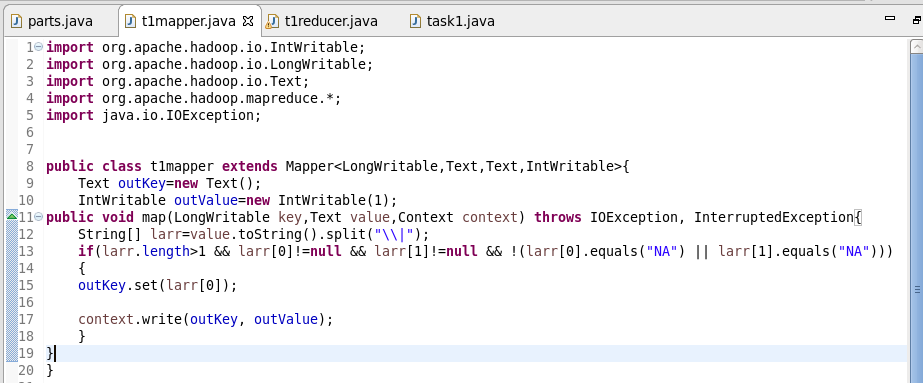 parts.java t1mapper.java t1reducer.java task1.java
1 import org.apache.hadoop.io.IntWritable;
2 import org.apache.hadoop.io.LongWritable;
3 import org.apache.hadoop.io.Text;
4 import org.apache.hadoop.mapreduce.*;
5 import java.io.IOException;
6
7
8 public class t1mapper extends Mapper<LongWritable,Text,Text,IntWritable>{
9     Text outKey=new Text();
10     IntWritable outValue=new IntWritable(1);
11 public void map(LongWritable key,Text value,Context context) throws IOException, InterruptedException{
12     String[] larr=value.toString().split("\\|");
13     if(larr.length>1 && larr[0]!=null && larr[1]!=null && !(larr[0].equals("NA") || larr[1].equals("NA")))
14     {
15     outKey.set(larr[0]);
16
17     context.write(outKey, outValue);
18     }
19 }
20 }